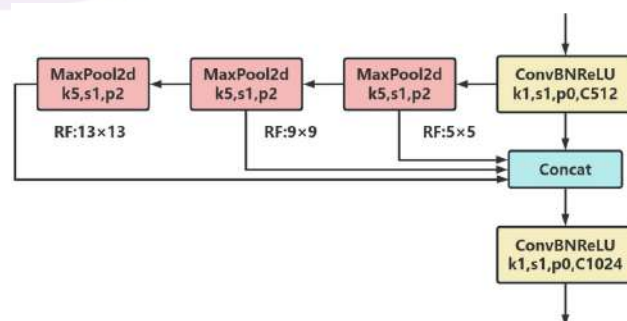 MaxPool2d
k5,s1,p2
MaxPool2d
k5,s1,p2
MaxPool2d
k5,s1,p2
ConvBNReLU
k1,s1,p0,C512
RF:13×13
RF:9×9
RF:5×5
Concat
ConvBNReLU
k1,s1,p0,C1024